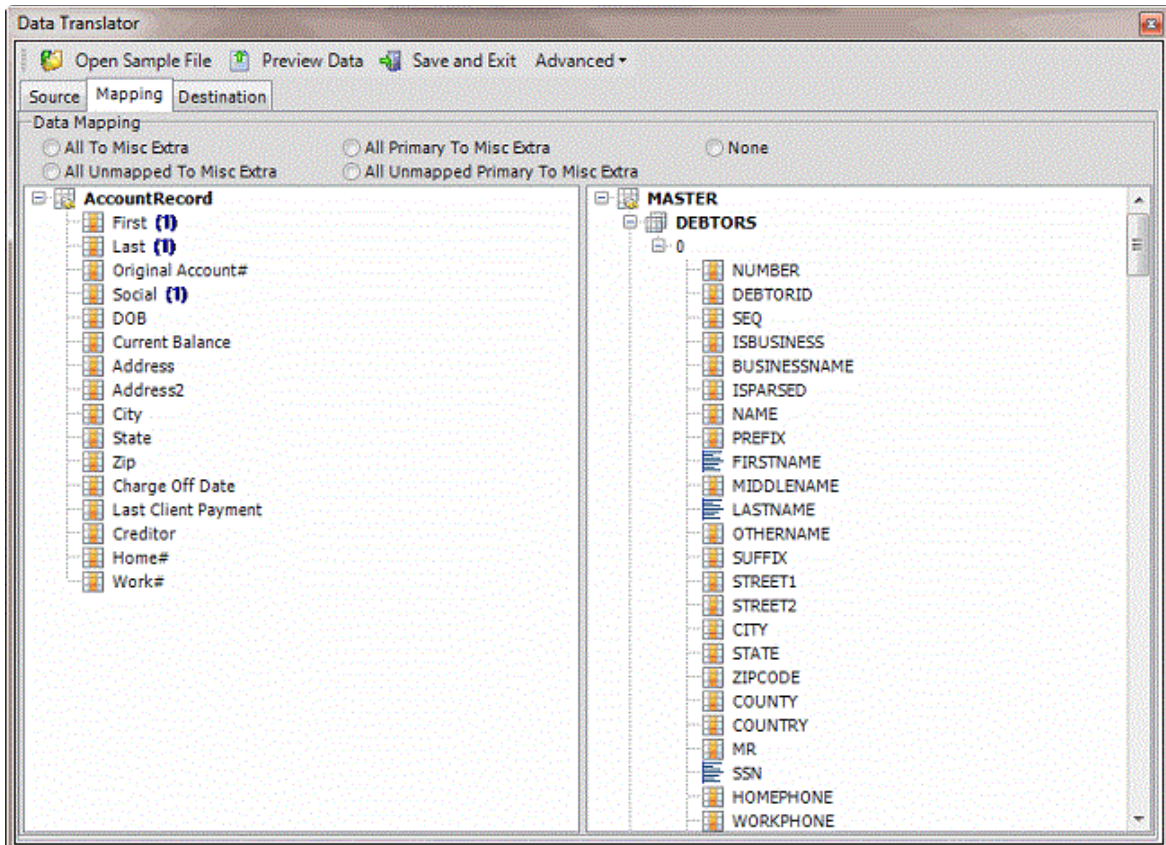 Data Translator
Open Sample File Preview Data Save and Exit Advanced
Source Mapping Destination
Data Mapping
All To Misc Extra All Primary To Misc Extra None
All Unmapped To Misc Extra All Unmapped Primary To Misc Extra
AccountRecord
First (1)
Last (1)
Original Account#
Social (1)
DOB
Current Balance
Address
Address2
City
State
Zip
Charge Off Date
Last Client Payment
Creditor
Home#
Work#
MASTER
DEBTORS
0
NUMBER
DEBTORID
SEQ
ISBUSINESS
BUSINESSNAME
ISPARSED
NAME
PREFIX
FIRSTNAME
MIDDLENAME
LASTNAME
OTHERNAME
SUFFIX
STREET1
STREET2
CITY
STATE
ZIPCODE
COUNTY
COUNTRY
MR
SSN
HOMEPHONE
WORKPHONE